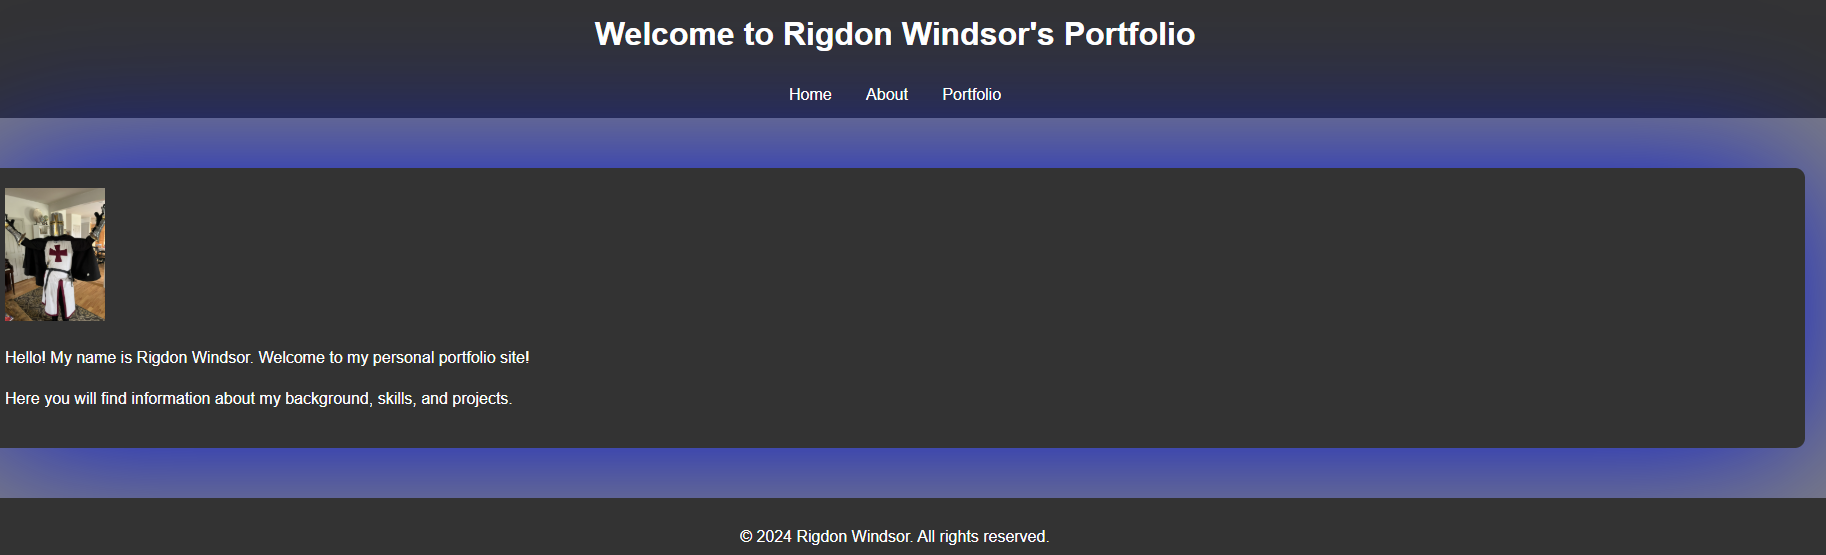 Welcome to Rigdon Windsor's Portfolio
Home About Portfolio
Hello! My name is Rigdon Windsor. Welcome to my personal portfolio site!
Here you will find information about my background, skills, and projects.
© 2024 Rigdon Windsor. All rights reserved.